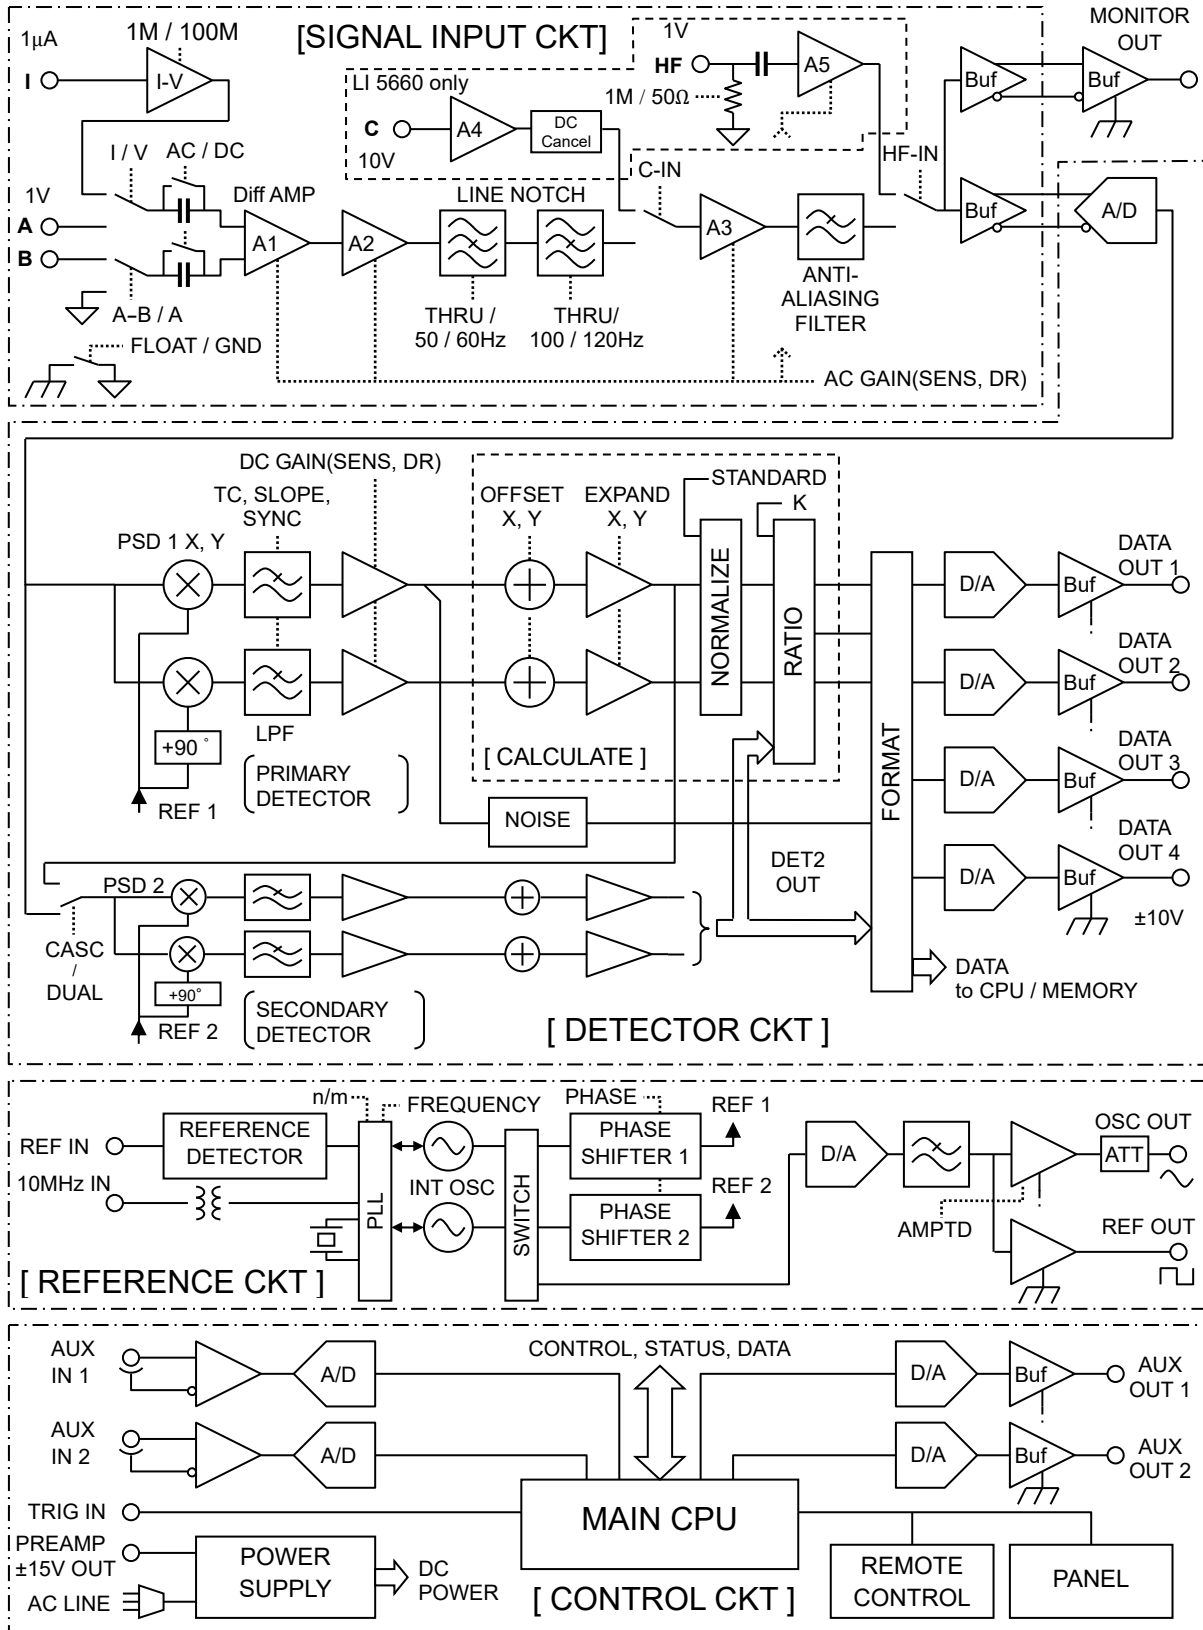 MONITOR
OUT
1μA
1M / 100M
[SIGNAL INPUT CKT]
1V
I
I-V
LI 5660 only
HF
A5
Buf
Buf
1M / 50Ω
C
A4
DC
Cancel
10V
I / V
AC / DC
C-IN
HF-IN
1V
Diff AMP
LINE NOTCH
A
B
A1
A2
A3
Buf
A/D
ANTI-
ALIASING
FILTER
A–B / A
THRU /
50 / 60Hz
THRU/
100 / 120Hz
FLOAT / GND
AC GAIN(SENS, DR)
DC GAIN(SENS, DR)
TC, SLOPE,
SYNC
OFFSET
X, Y
EXPAND
X, Y
STANDARD
K
PSD 1 X, Y
NORMALIZE
RATIO
FORMAT
D/A
Buf
DATA
OUT 1
D/A
Buf
DATA
OUT 2
LPF
+90 ˚
[ CALCULATE ]
PRIMARY
DETECTOR
REF 1
D/A
Buf
DATA
OUT 3
NOISE
DET2
OUT
D/A
Buf
DATA
OUT 4
±10V
PSD 2
CASC
/
DUAL
+90˚
REF 2
SECONDARY
DETECTOR
DATA
to CPU / MEMORY
[ DETECTOR CKT ]
n/m
FREQUENCY
PHASE
REF 1
REF IN
REFERENCE
DETECTOR
PHASE
SHIFTER 1
D/A
OSC OUT
ATT
10MHz IN
PLL
INT OSC
SWITCH
PHASE
SHIFTER 2
REF 2
AMPTD
REF OUT
[ REFERENCE CKT ]
AUX
IN 1
A/D
CONTROL, STATUS, DATA
D/A
Buf
AUX
OUT 1
AUX
IN 2
A/D
D/A
Buf
AUX
OUT 2
TRIG IN
MAIN CPU
PREAMP
±15V OUT
POWER
SUPPLY
DC
POWER
AC LINE
[ CONTROL CKT ]
REMOTE
CONTROL
PANEL